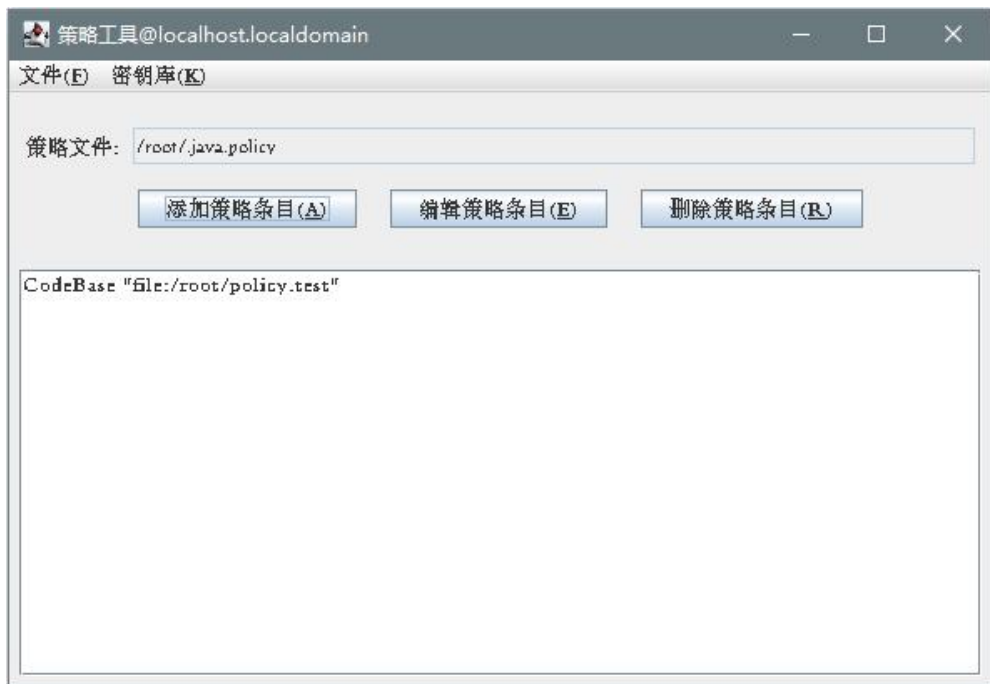 策略工具@localhost.localdomain
文件(F) 密钥库(K)
策略文件: /root/.java.policy
添加策略条目(A) 编辑策略条目(E) 删除策略条目(R)
CodeBase "file:/root/policy.test"